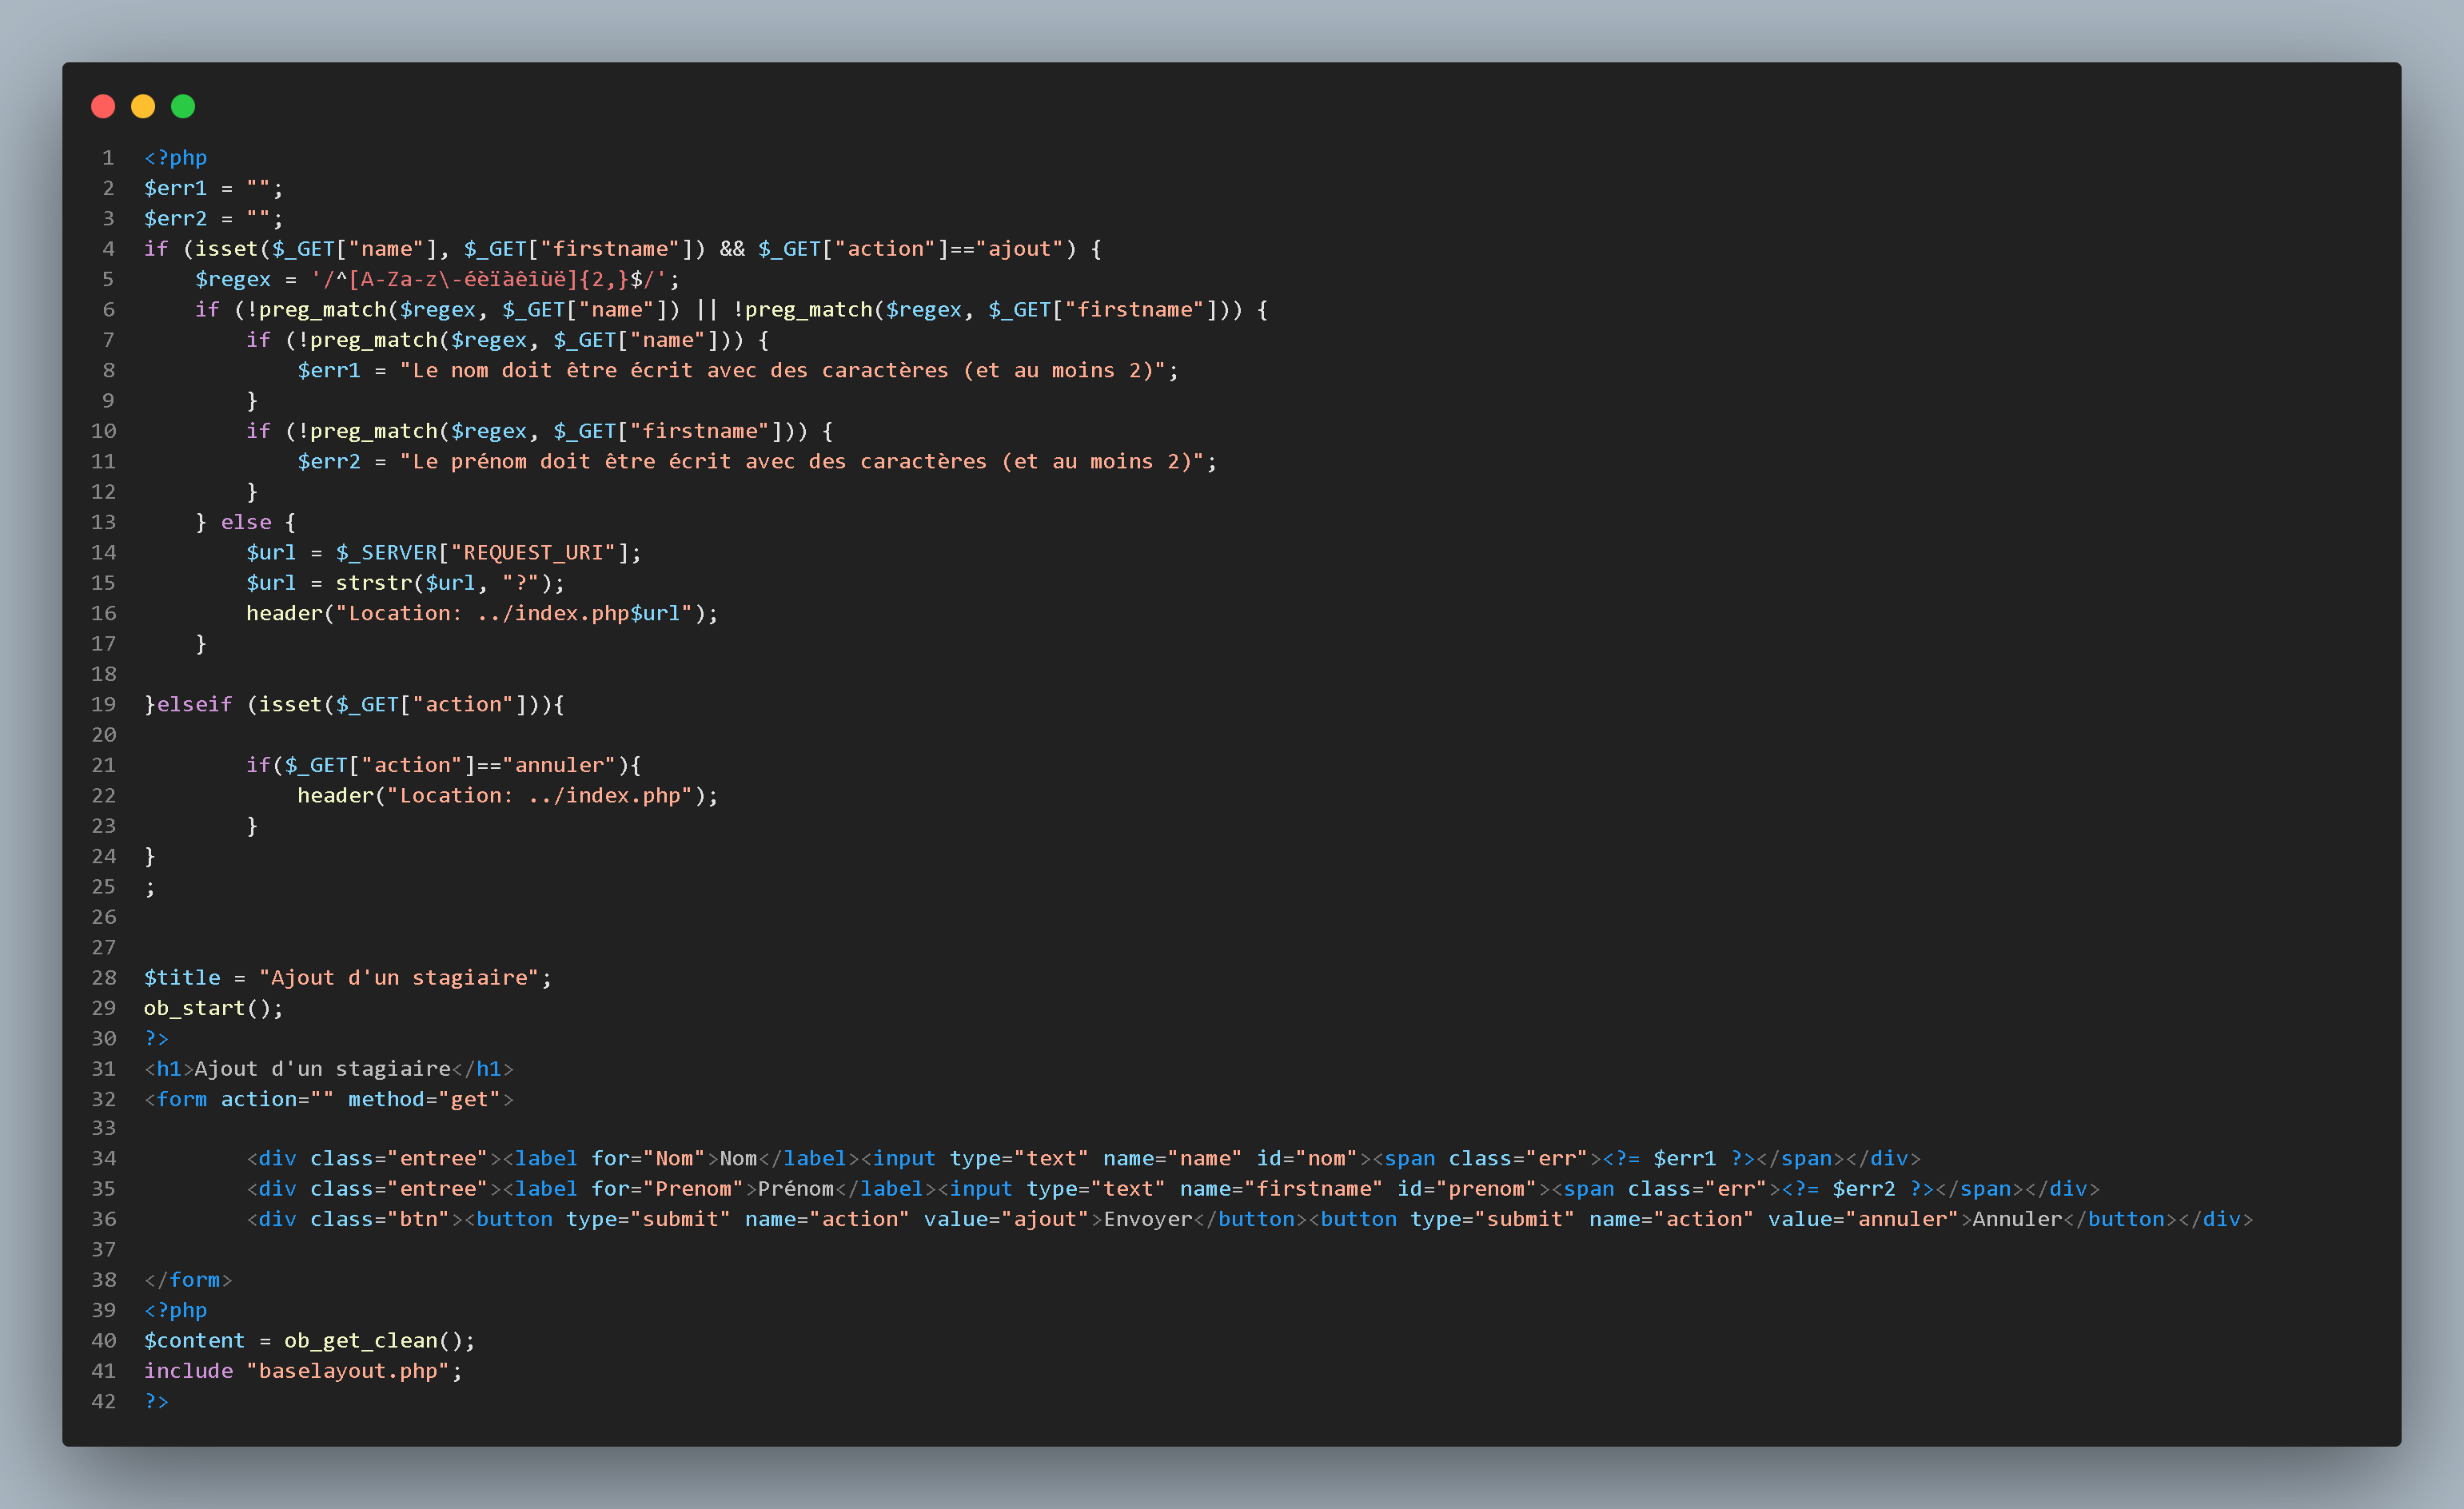 1 <?php
2 $err1 = "";
3 $err2 = "";
4 if (isset($_GET["name"], $_GET["firstname"]) && $_GET["action"]=="ajout") {
5     $regex = '/^[A-Za-z\-éèïàêîùë]{2,}$/';
6     if (!preg_match($regex, $_GET["name"]) || !preg_match($regex, $_GET["firstname"])) {
7         if (!preg_match($regex, $_GET["name"])) {
8             $err1 = "Le nom doit être écrit avec des caractères (et au moins 2)";
9         }
10         if (!preg_match($regex, $_GET["firstname"])) {
11             $err2 = "Le prénom doit être écrit avec des caractères (et au moins 2)";
12         }
13     } else {
14         $url = $_SERVER["REQUEST_URI"];
15         $url = strstr($url, "?");
16         header("Location: ../index.php$url");
17     }
18
19 }elseif (isset($_GET["action"])){
20
21         if($_GET["action"]=="annuler"){
22             header("Location: ../index.php");
23         }
24 }
25 ;
26
27
28 $title = "Ajout d'un stagiaire";
29 ob_start();
30 ?>
31 <h1>Ajout d'un stagiaire</h1>
32 <form action="" method="get">
33
34         <div class="entree"><label for="Nom">Nom</label><input type="text" name="name" id="nom"><span class="err"><?= $err1 ?></span></div>
35         <div class="entree"><label for="Prenom">Prénom</label><input type="text" name="firstname" id="prenom"><span class="err"><?= $err2 ?></span></div>
36         <div class="btn"><button type="submit" name="action" value="ajout">Envoyer</button><button type="submit" name="action" value="annuler">Annuler</button></div>
37
38 </form>
39 <?php
40 $content = ob_get_clean();
41 include "baselayout.php";
42 ?>